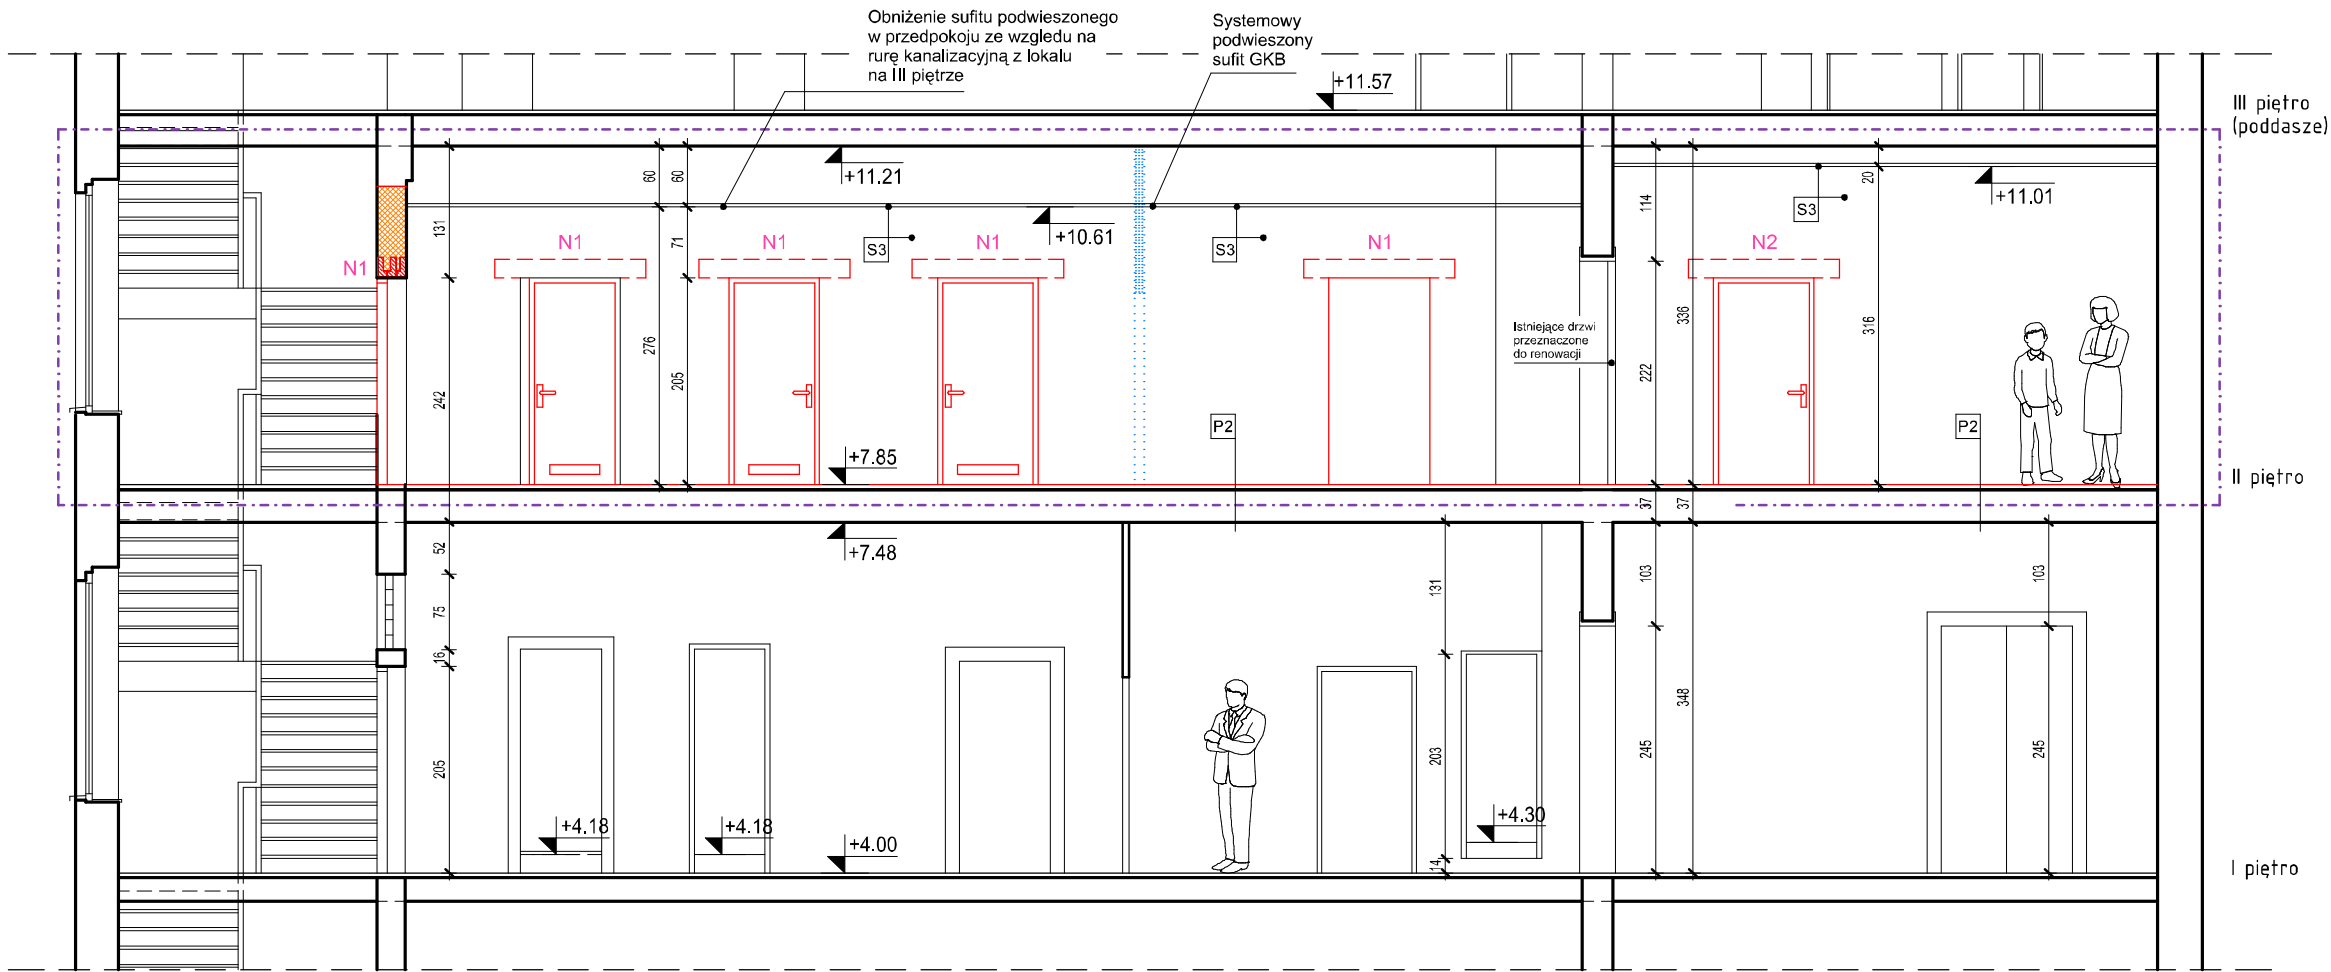 Obniżenie sufitu podwieszonego
w przedpokoju ze wzgledu na
rurę kanalizacyjną z lokalu
na III piętrze
Systemowy
podwieszony
sufit GKB
+11.57
III piętro
(poddasze)
+11.21
+10.61
+11.01
60
60
131
71
114
20
S3
S3
S3
N1
N1
N1
N1
N1
N2
Istniejące drzwi
przeznaczone
do renowacji
276
205
242
222
336
316
P2
P2
+7.85
II piętro
37
37
+7.48
52
75
16
205
131
203
14
103
245
348
103
245
+4.18
+4.18
+4.00
+4.30
I piętro